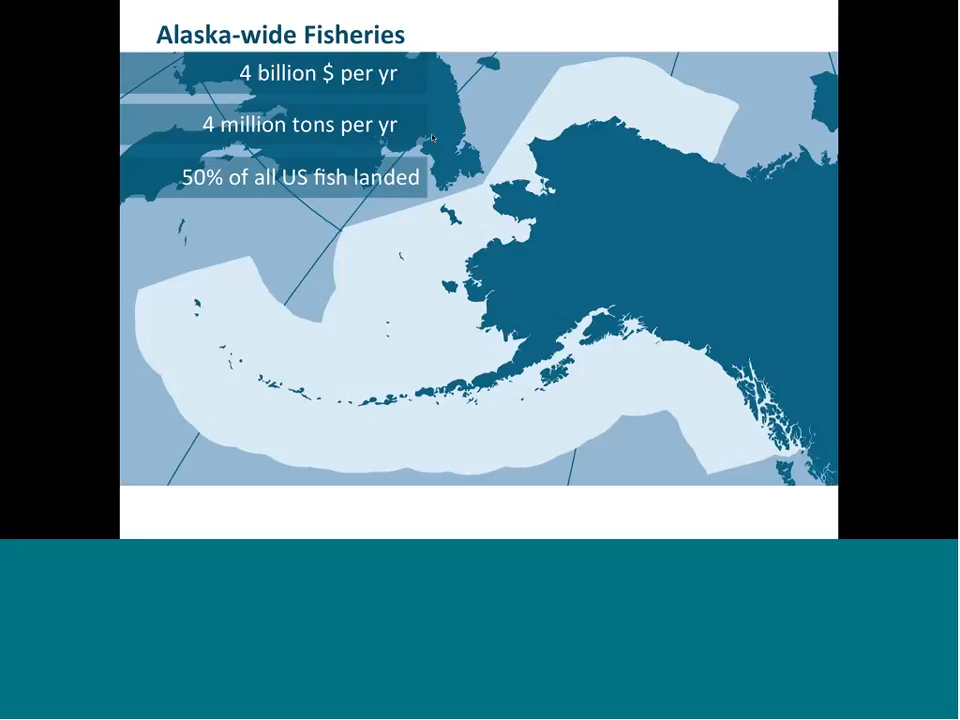 Alaska-wide Fisheries
4 billion $ per yr
4 million tons per yr
50% of all US fish landed